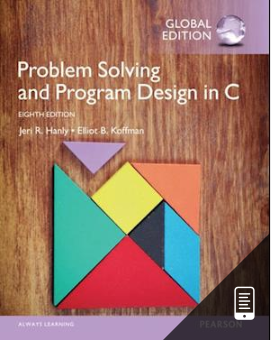 GLOBAL
EDITION
Problem Solving
and Program Design in C
EIGHTH EDITION
Jeri R. Hanly • Elliot B. Koffman
ALWAYS LEARNING
PEARSON